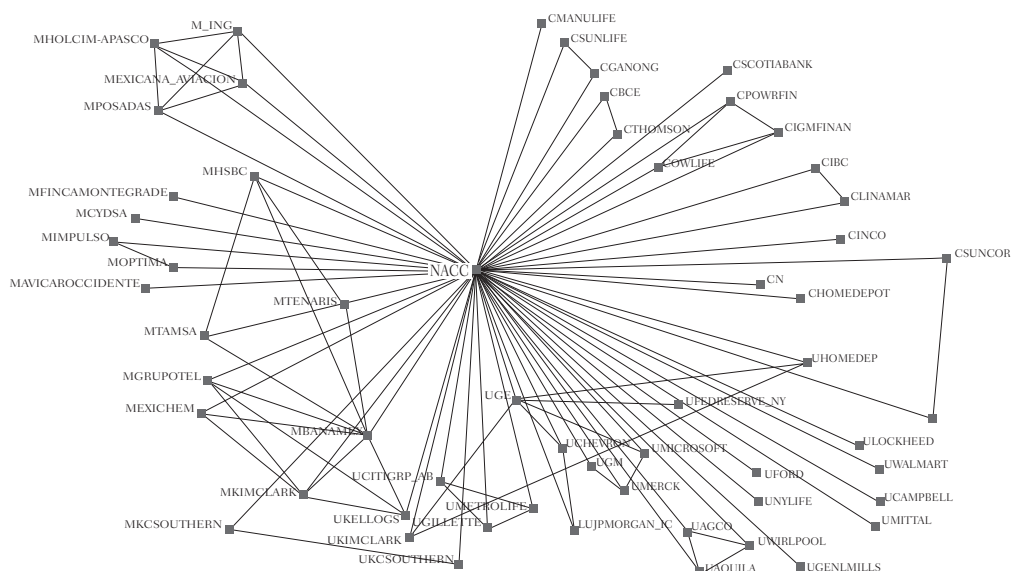 CMANULIFE
M_ING
MHOLCIM-APASCO
CSUNLIFE
CSCOTIABANK
CGANONG
MEXICANA_AVIACION
CBCE
CPOWRFIN
MPOSADAS
CTHOMSON
CIGMFINAN
COWLIFE
CIBC
MHSBC
MFINCAMONTEGRADE
CLINAMAR
MCYDSA
MIMPULSO
CINCO
CSUNCOR
MOPTIMA
NACC
MAVICAROCCIDENTE
CN
CHOMEDEPOT
MTENARIS
MTAMSA
UHOMEDEP
MGRUPOTEL
UGE
UFEDRESERVE_NY
MEXICHEM
MBANAMEX
UCHEVRON
UMICROSOFT
ULOCKHEED
UGM
UWALMART
UCITIGRP_AB
UFORD
UMERCK
MKIMCLARK
UNYLIFE
UCAMPBELL
UMETROLIFE
UKELLOGS
UGILLETTE
MKCSOUTHERN
LUJPMORGAN_IC
UAGCO
UMITTAL
UKIMCLARK
UWIRLPOOL
UKCSOUTHERN
UAQUILA
UGENLMILLS